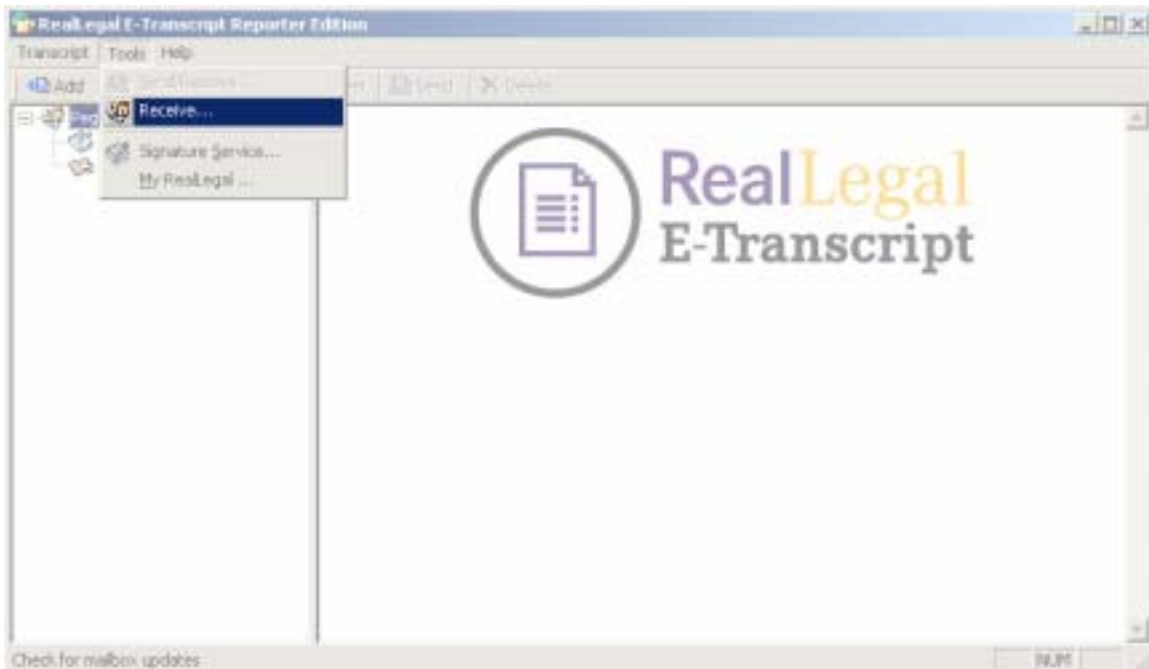 RealLegal E-Transcript Reporter Edition
Transcript Tools Help
Add Send Delete
Receive...
Signature Service...
My RealLegal ...
RealLegal
E-Transcript
Check for mailbox updates NUM